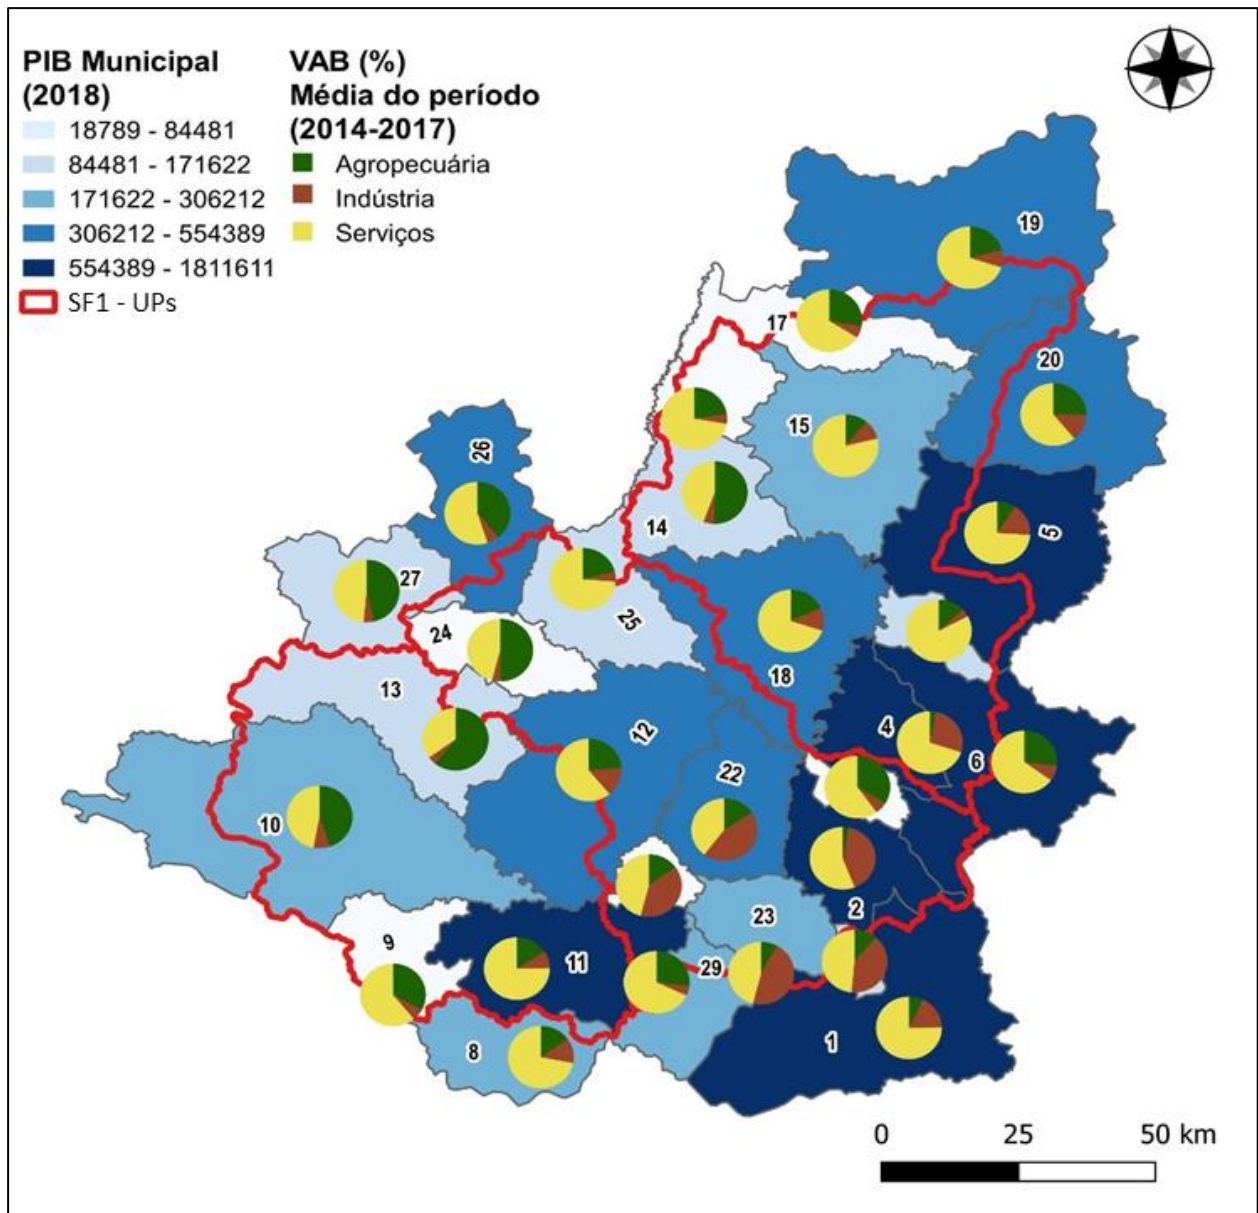 PIB Municipal
(2018)
18789 - 84481
84481 - 171622
171622 - 306212
306212 - 554389
554389 - 1811611
SF1 - UPs
VAB (%)
Média do período
(2014-2017)
Agropecuária
Indústria
Serviços
19
17
20
15
26
5
14
27
25
24
18
13
4
12
6
22
10
2
23
9
11
29
1
8
0 25 50 km